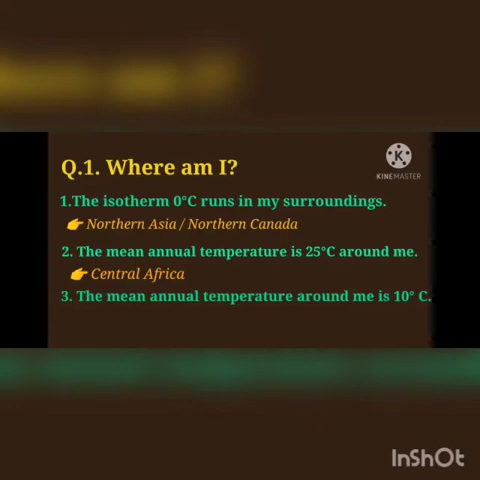 Q.1. Where am I?
KINEMASTER
1.The isotherm 0°C runs in my surroundings.
👉 Northern Asia / Northern Canada
2. The mean annual temperature is 25°C around me.
👉 Central Africa
3. The mean annual temperature around me is 10° C.
InShOt